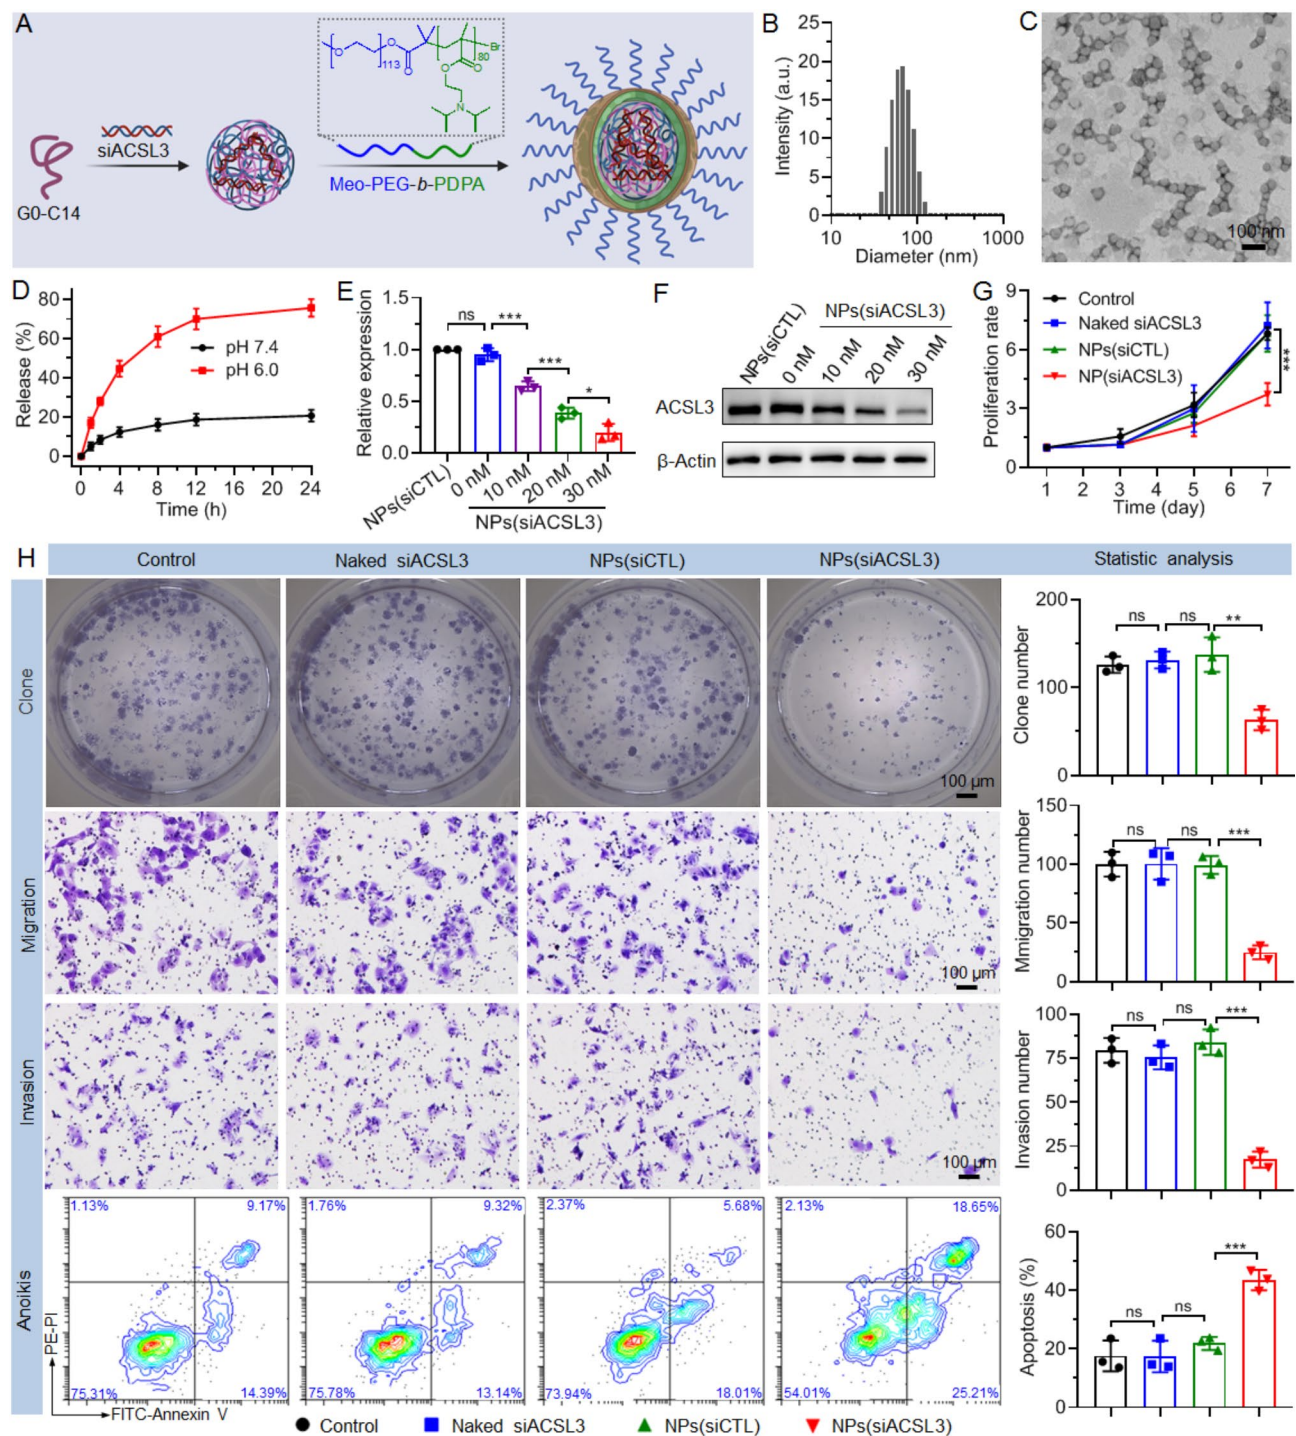 A
G0-C14
siACSL3
O
113
O
O
Br
80
O
O
N
Meo-PEG-b-PDPA
B
Intensity (a.u.)
25
20
15
10
5
0
10
100
1000
Diameter (nm)
C
100 nm
D
Release (%)
80
60
40
20
0
pH 7.4
pH 6.0
0
4
8
12
16
20
24
Time (h)
E
Relative expression
1.5
1.0
0.5
0.0
ns
***
***
*
NPs(siCTL)
0 nM
10 nM
20 nM
30 nM
NPs(siACSL3)
F
NPs(siCTL)
NPs(siACSL3)
0 nM
10 nM
20 nM
30 nM
ACSL3
β-Actin
G
Proliferation rate
9
6
3
0
Control
Naked siACSL3
NPs(siCTL)
NP(siACSL3)
***
1
2
3
4
5
6
7
Time (day)
H
Control
Naked siACSL3
NPs(siCTL)
NPs(siACSL3)
Statistic analysis
Clone
100 μm
Clone number
200
100
0
ns
ns
**
Migration
100 μm
Mmigration number
150
100
50
0
ns
ns
***
Invasion
100 μm
Invasion number
100
75
50
25
0
ns
ns
***
Anoikis
PE-PI
1.13%
9.17%
75.31%
14.39%
1.76%
9.32%
75.78%
13.14%
2.37%
5.68%
73.94%
18.01%
2.13%
18.65%
54.01%
25.21%
FITC-Annexin V
Apoptosis (%)
60
40
20
0
ns
ns
***
Control
Naked siACSL3
NPs(siCTL)
NPs(siACSL3)